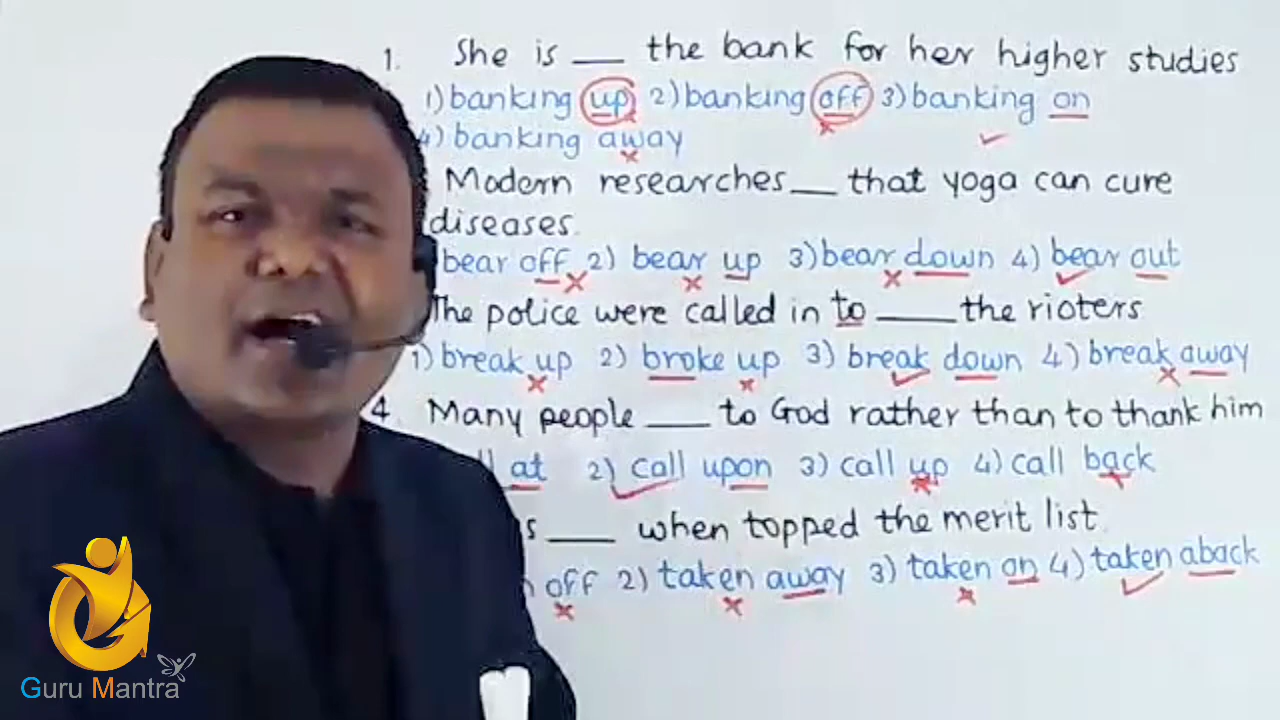 1. She is ___ the bank for her higher studies
1) banking up 2) banking off 3) banking on
4) banking away
Modern researches ___ that yoga can cure
diseases.
bear off 2) bear up 3) bear down 4) bear out
The police were called in to ___ the rioters
1) break up 2) broke up 3) break down 4) break away
4. Many people ___ to God rather than to thank him
at 2) call upon 3) call up 4) call back
___ when topped the merit list.
off 2) taken away 3) taken on 4) taken aback
Guru Mantra